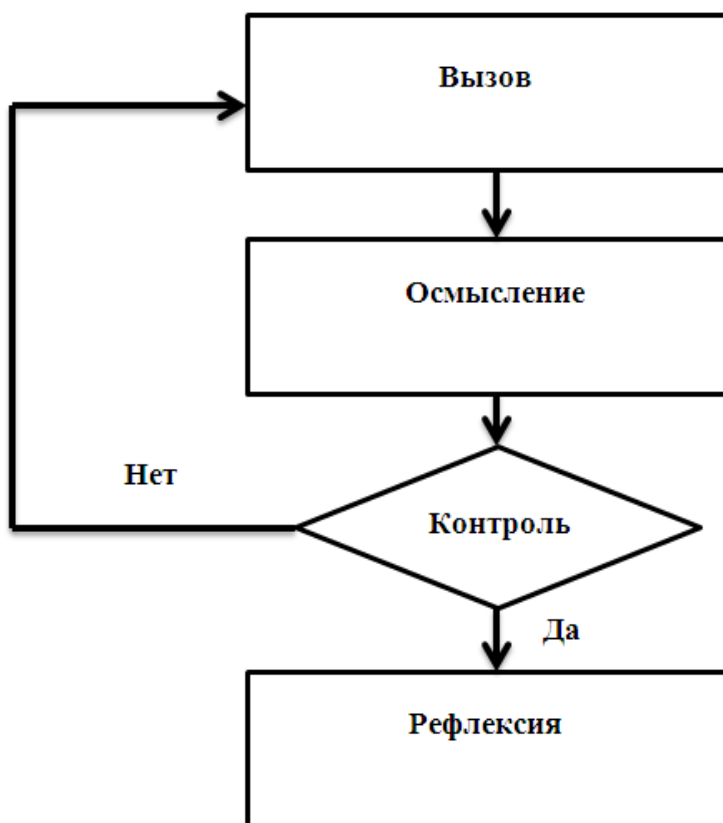 Вызов
Осмысление
Нет
Контроль
Да
Рефлексия